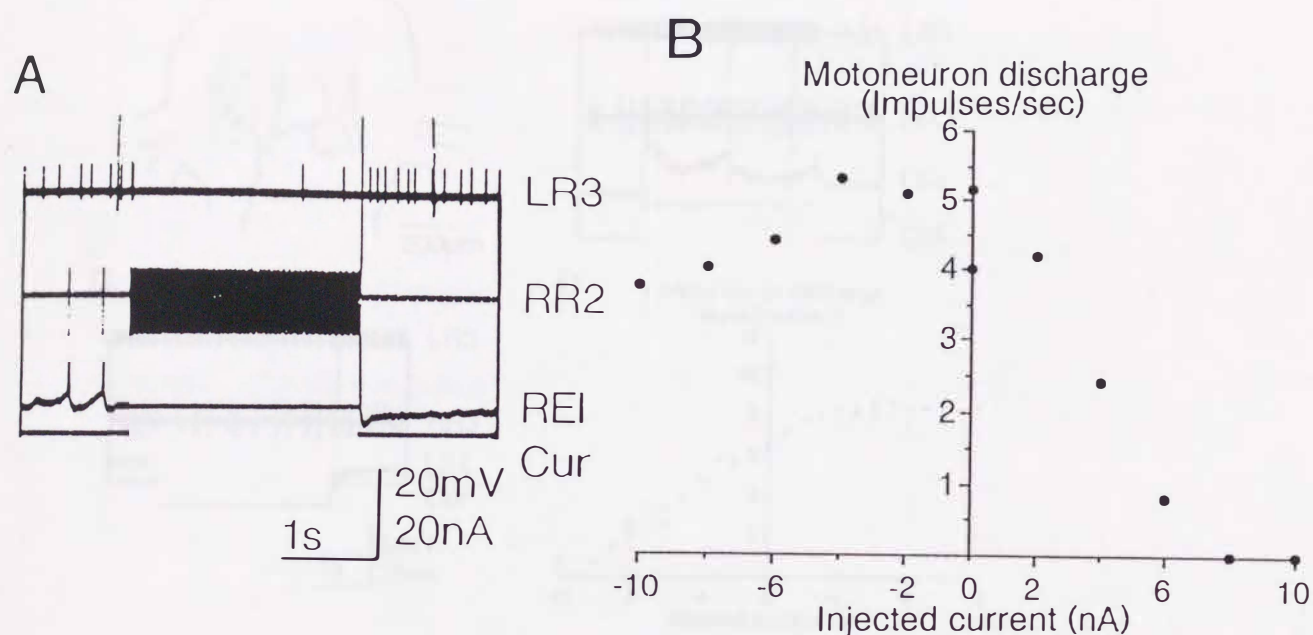 A
LR3
RR2
REI
Cur
20mV
20nA
1s
B
Motoneuron discharge
(Impulses/sec)
6
5
4
3
2
1
-10 -6 -2 0 2 6 10
Injected current (nA)